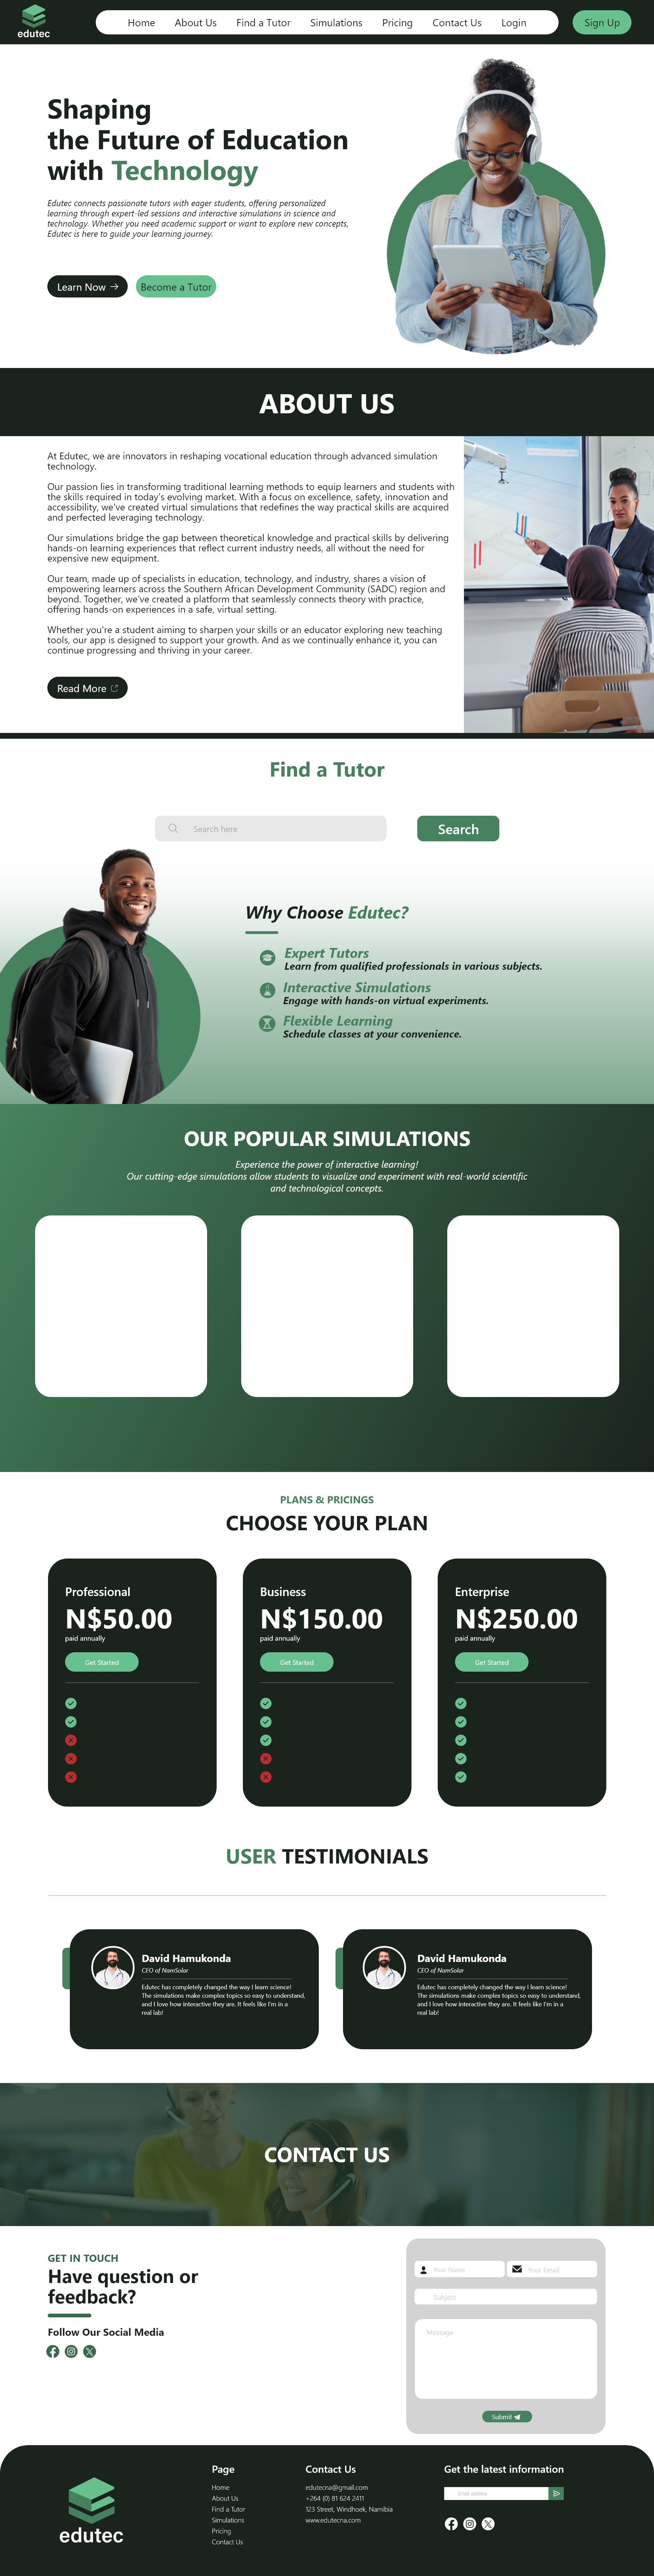 edutec
Home
About Us
Find a Tutor
Simulations
Pricing
Contact Us
Login
Sign Up
Shaping
the Future of Education
with Technology
Edutec connects passionate tutors with eager students, offering personalized
learning through expert-led sessions and interactive simulations in science and
technology. Whether you need academic support or want to explore new concepts,
Edutec is here to guide your learning journey.
Learn Now
Become a Tutor
ABOUT US
At Edutec, we are innovators in reshaping vocational education through advanced simulation
technology.
Our passion lies in transforming traditional learning methods to equip learners and students with
the skills required in today's evolving market. With a focus on excellence, safety, innovation and
accessibility, we've created virtual simulations that redefines the way practical skills are acquired
and perfected leveraging technology.
Our simulations bridge the gap between theoretical knowledge and practical skills by delivering
hands-on learning experiences that reflect current industry needs, all without the need for
expensive new equipment.
Our team, made up of specialists in education, technology, and industry, shares a vision of
empowering learners across the Southern African Development Community (SADC) region and
beyond. Together, we've created a platform that seamlessly connects theory with practice,
offering hands-on experiences in a safe, virtual setting.
Whether you're a student aiming to sharpen your skills or an educator exploring new teaching
tools, our app is designed to support your growth. And as we continually enhance it, you can
continue progressing and thriving in your career.
Read More
Find a Tutor
Search here
Search
Why Choose Edutec?
Expert Tutors
Learn from qualified professionals in various subjects.
Interactive Simulations
Engage with hands-on virtual experiments.
Flexible Learning
Schedule classes at your convenience.
OUR POPULAR SIMULATIONS
Experience the power of interactive learning!
Our cutting-edge simulations allow students to visualize and experiment with real-world scientific
and technological concepts.
PLANS & PRICINGS
CHOOSE YOUR PLAN
Professional
N$50.00
paid annually
Get Started
Business
N$150.00
paid annually
Get Started
Enterprise
N$250.00
paid annually
Get Started
USER TESTIMONIALS
David Hamukonda
CEO of NamSolar
Edutec has completely changed the way I learn science!
The simulations make complex topics so easy to understand,
and I love how interactive they are. It feels like I'm in a
real lab!
David Hamukonda
CEO of NamSolar
Edutec has completely changed the way I learn science!
The simulations make complex topics so easy to understand,
and I love how interactive they are. It feels like I'm in a
real lab!
CONTACT US
GET IN TOUCH
Have question or
feedback?
Follow Our Social Media
Your Name
Your Email
Subject
Message
Submit
edutec
Page
Home
About Us
Find a Tutor
Simulations
Pricing
Contact Us
Contact Us
edutecna@gmail.com
+264 (0) 81 624 2411
123 Street, Windhoek, Namibia
www.edutecna.com
Get the latest information
Email address